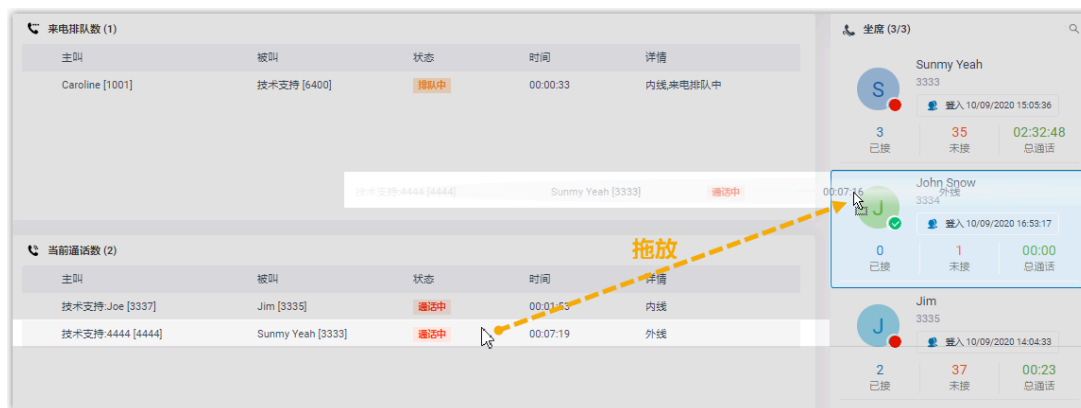 来电排队数 (1)
主叫 被叫 状态 时间 详情
Caroline [1001] 技术支持 [6400] 排队中 00:00:33 内线,来电排队中
技术支持:4444 [4444] Sunmy Yeah [3333] 通话中 00:07:16 外线
拖放
当前通话数 (2)
主叫 被叫 状态 时间 详情
技术支持:Joe [3337] Jim [3335] 通话中 00:01:53 内线
技术支持:4444 [4444] Sunmy Yeah [3333] 通话中 00:07:19 外线
坐席 (3/3)
S
Sunmy Yeah
3333
登入 10/09/2020 15:05:36
3 35 02:32:48
已接 未接 总通话
J
John Snow
3334
登入 10/09/2020 16:53:17
0 1 00:00
已接 未接 总通话
J
Jim
3335
登入 10/09/2020 14:04:33
2 37 00:23
已接 未接 总通话